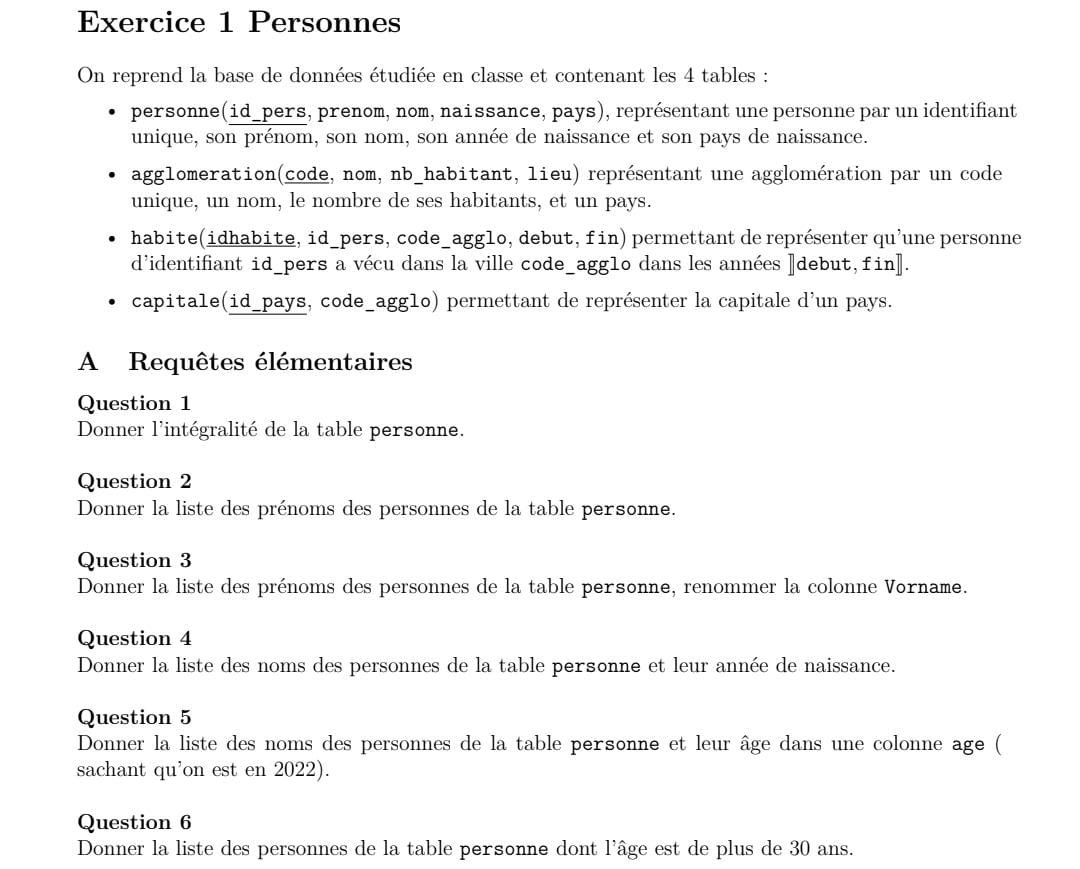 Exercice 1 Personnes
On reprend la base de données étudiée en classe et contenant les 4 tables :
• personne(id_pers, prenom, nom, naissance, pays), représentant une personne par un identifiant
unique, son prénom, son nom, son année de naissance et son pays de naissance.
• agglomeration(code, nom, nb_habitant, lieu) représentant une agglomération par un code
unique, un nom, le nombre de ses habitants, et un pays.
• habite(idhabite, id_pers, code_agglo, debut, fin) permettant de représenter qu'une personne
d'identifiant id_pers a vécu dans la ville code_agglo dans les années ⟧debut, fin⟧.
• capitale(id_pays, code_agglo) permettant de représenter la capitale d'un pays.
A Requêtes élémentaires
Question 1
Donner l'intégralité de la table personne.
Question 2
Donner la liste des prénoms des personnes de la table personne.
Question 3
Donner la liste des prénoms des personnes de la table personne, renommer la colonne Vorname.
Question 4
Donner la liste des noms des personnes de la table personne et leur année de naissance.
Question 5
Donner la liste des noms des personnes de la table personne et leur âge dans une colonne age (
sachant qu'on est en 2022).
Question 6
Donner la liste des personnes de la table personne dont l'âge est de plus de 30 ans.